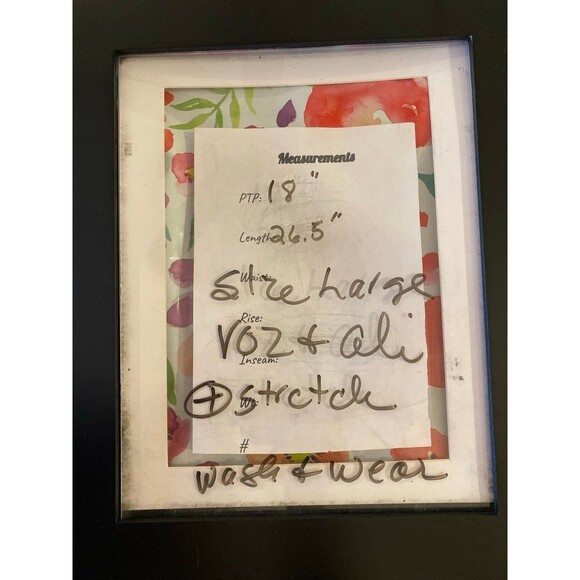 Measurements
PTP: 18"
Length 26.5"
Waist:
Size Large
Rise:
Voz & Ali
Inseam:
+ stretch
#
Wash & Wear